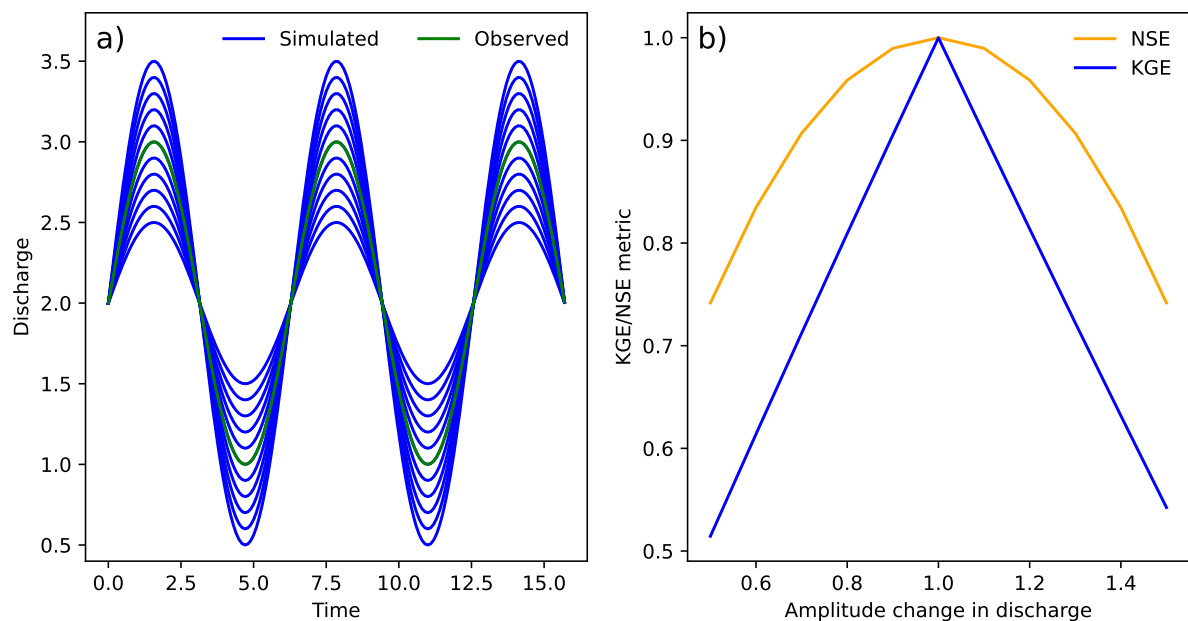 a)
Simulated
Observed
3.5
3.0
2.5
2.0
1.5
1.0
0.5
Discharge
0.0
2.5
5.0
7.5
10.0
12.5
15.0
Time
b)
NSE
KGE
1.0
0.9
0.8
0.7
0.6
0.5
KGE/NSE metric
0.6
0.8
1.0
1.2
1.4
Amplitude change in discharge